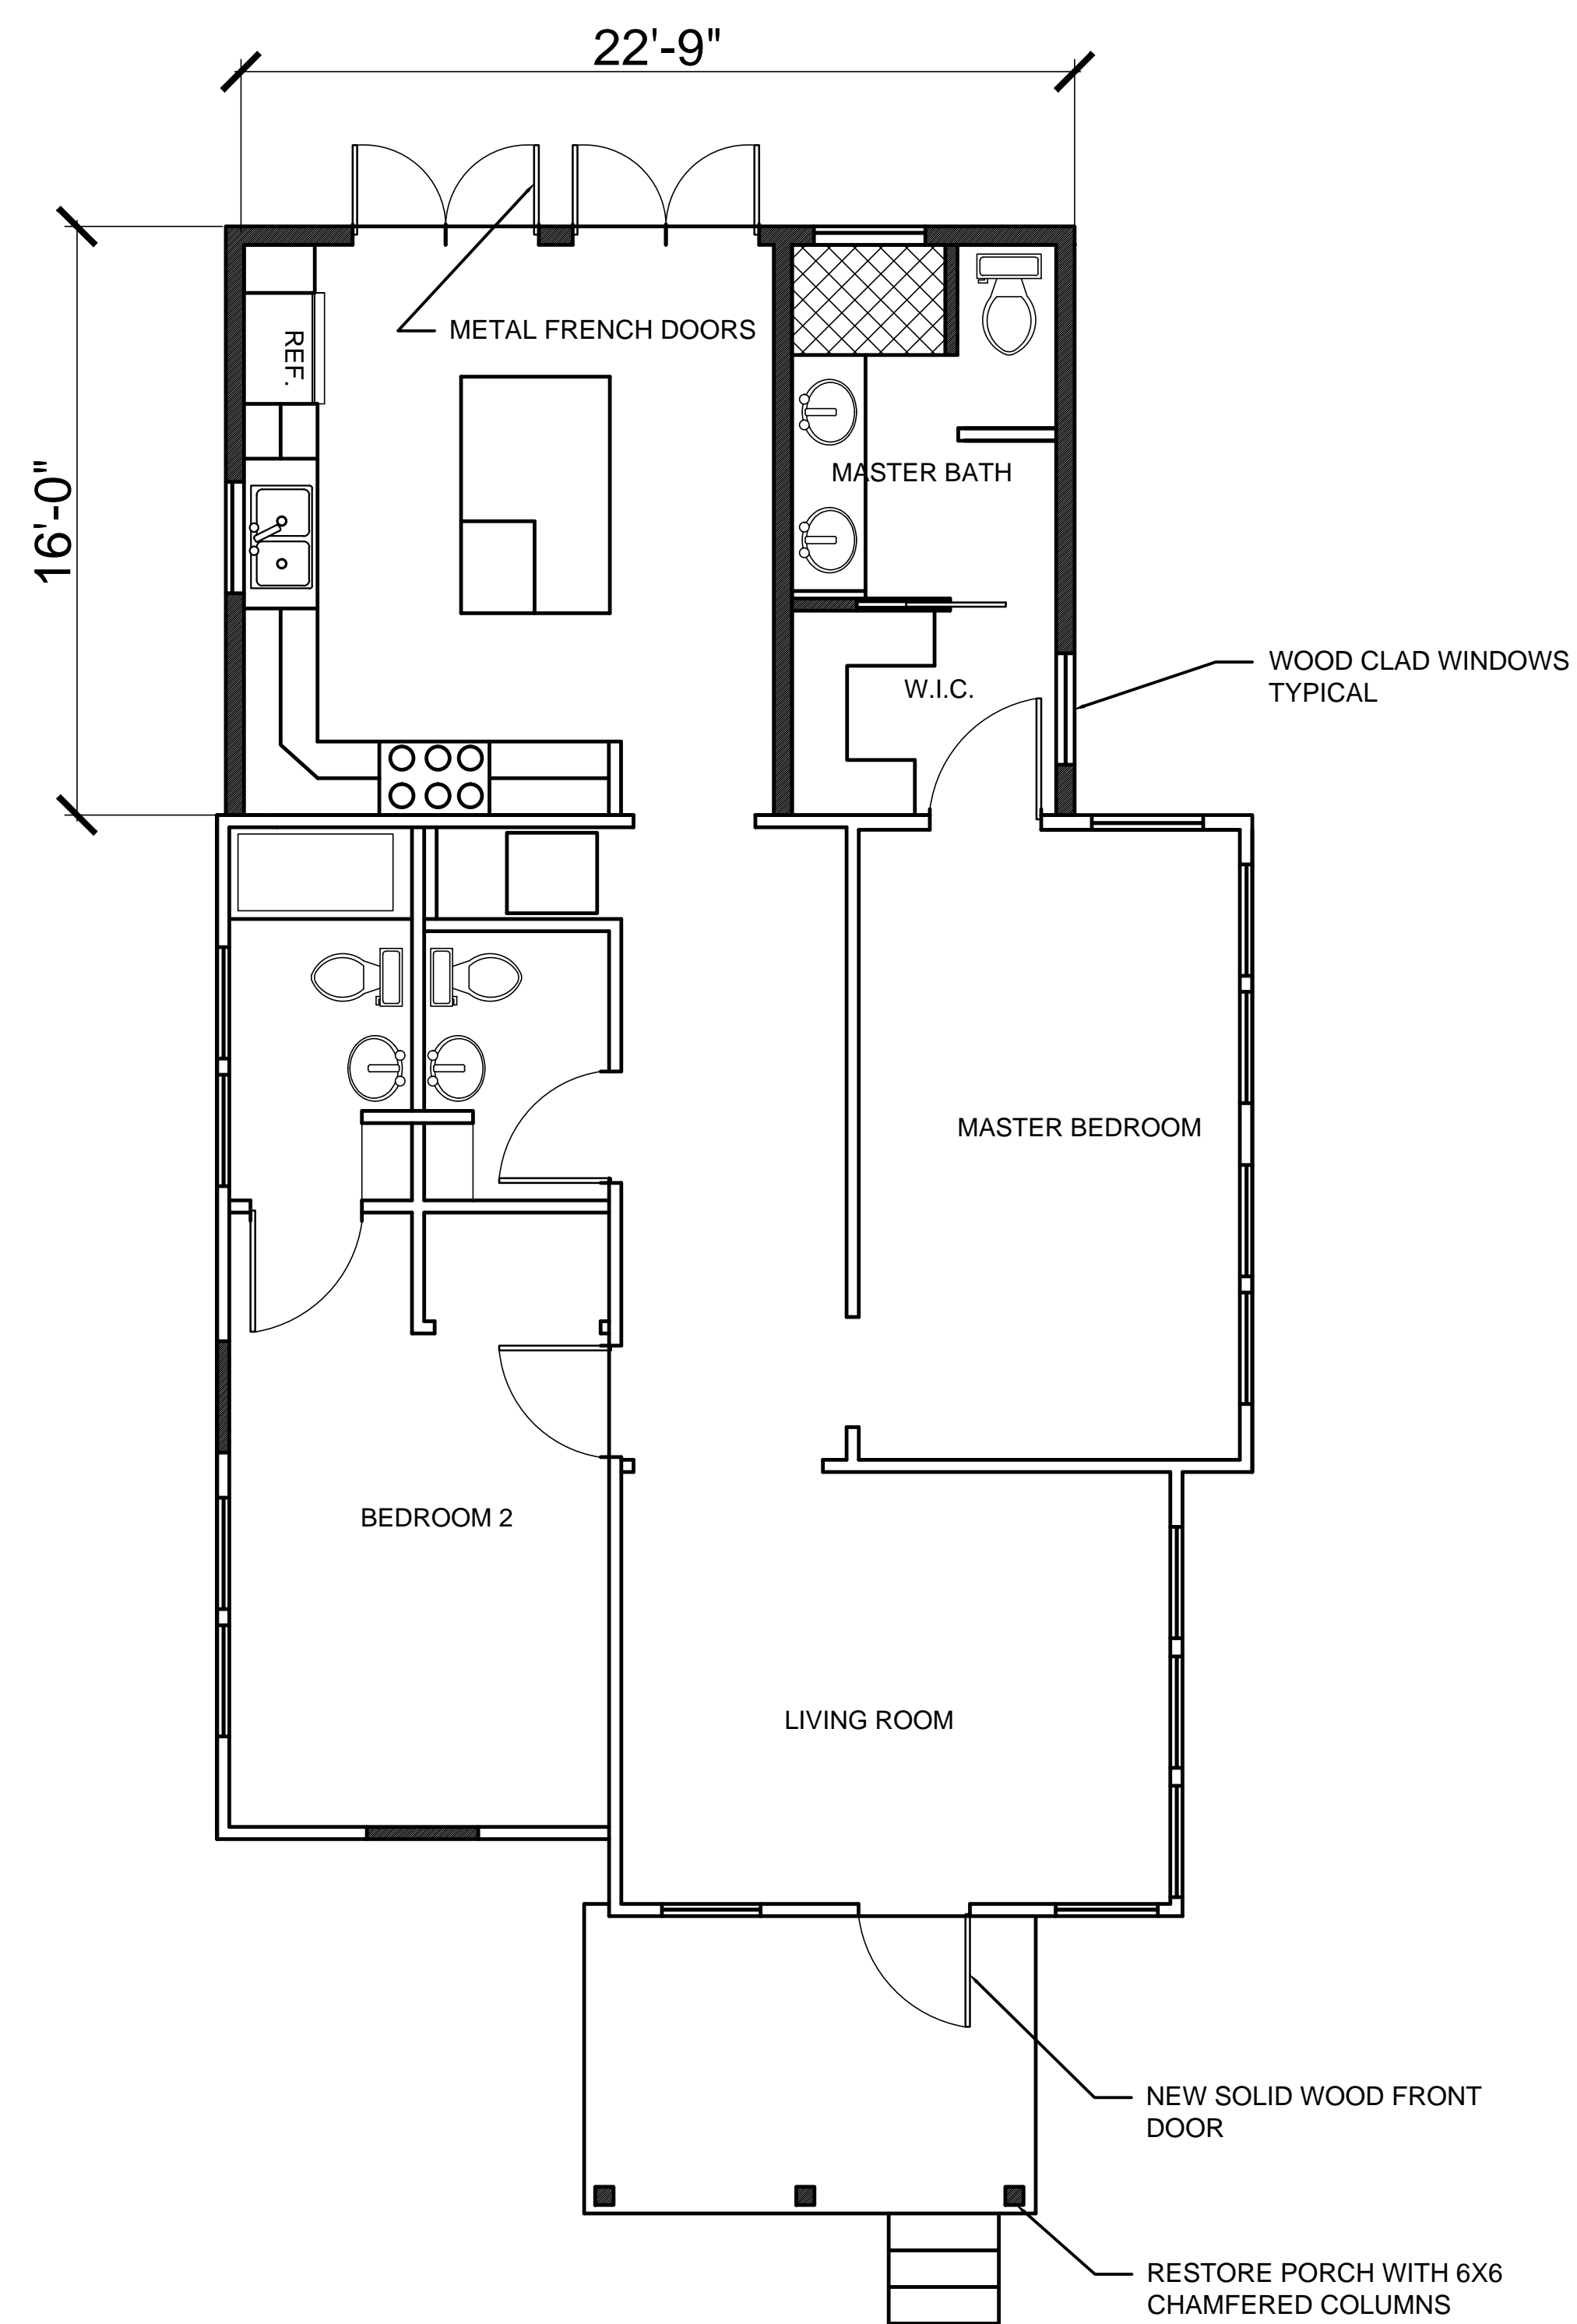 22'-9"
METAL FRENCH DOORS
REF.
MASTER BATH
16'-0"
WOOD CLAD WINDOWS
TYPICAL
W.I.C.
MASTER BEDROOM
BEDROOM 2
LIVING ROOM
NEW SOLID WOOD FRONT
DOOR
RESTORE PORCH WITH 6X6
CHAMFERED COLUMNS